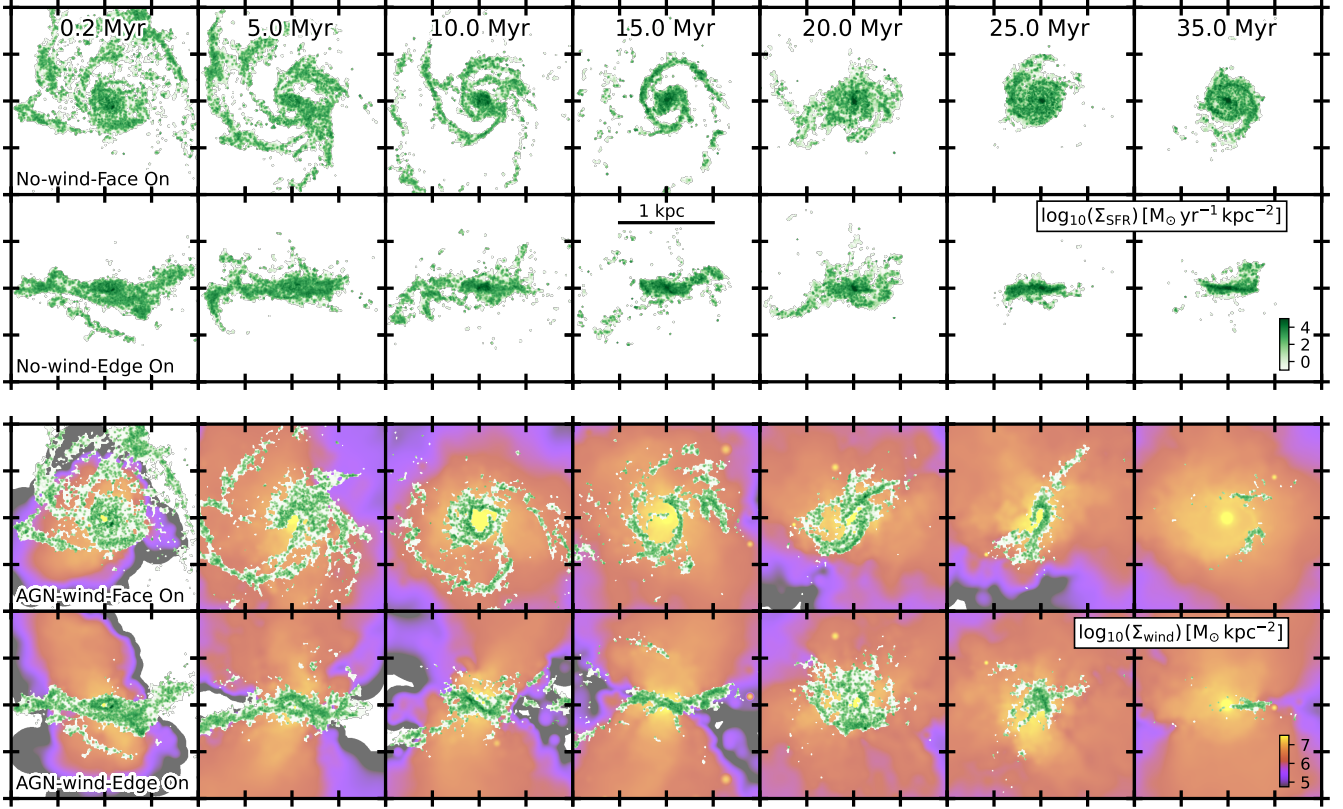 0.2 Myr
5.0 Myr
10.0 Myr
15.0 Myr
20.0 Myr
25.0 Myr
35.0 Myr
No-wind-Face On
1 kpc
log₁₀(Σ_SFR) [M⊙ yr⁻¹ kpc⁻²]
4
2
0
No-wind-Edge On
AGN-wind-Face On
log₁₀(Σ_wind) [M⊙ kpc⁻²]
7
6
5
AGN-wind-Edge On